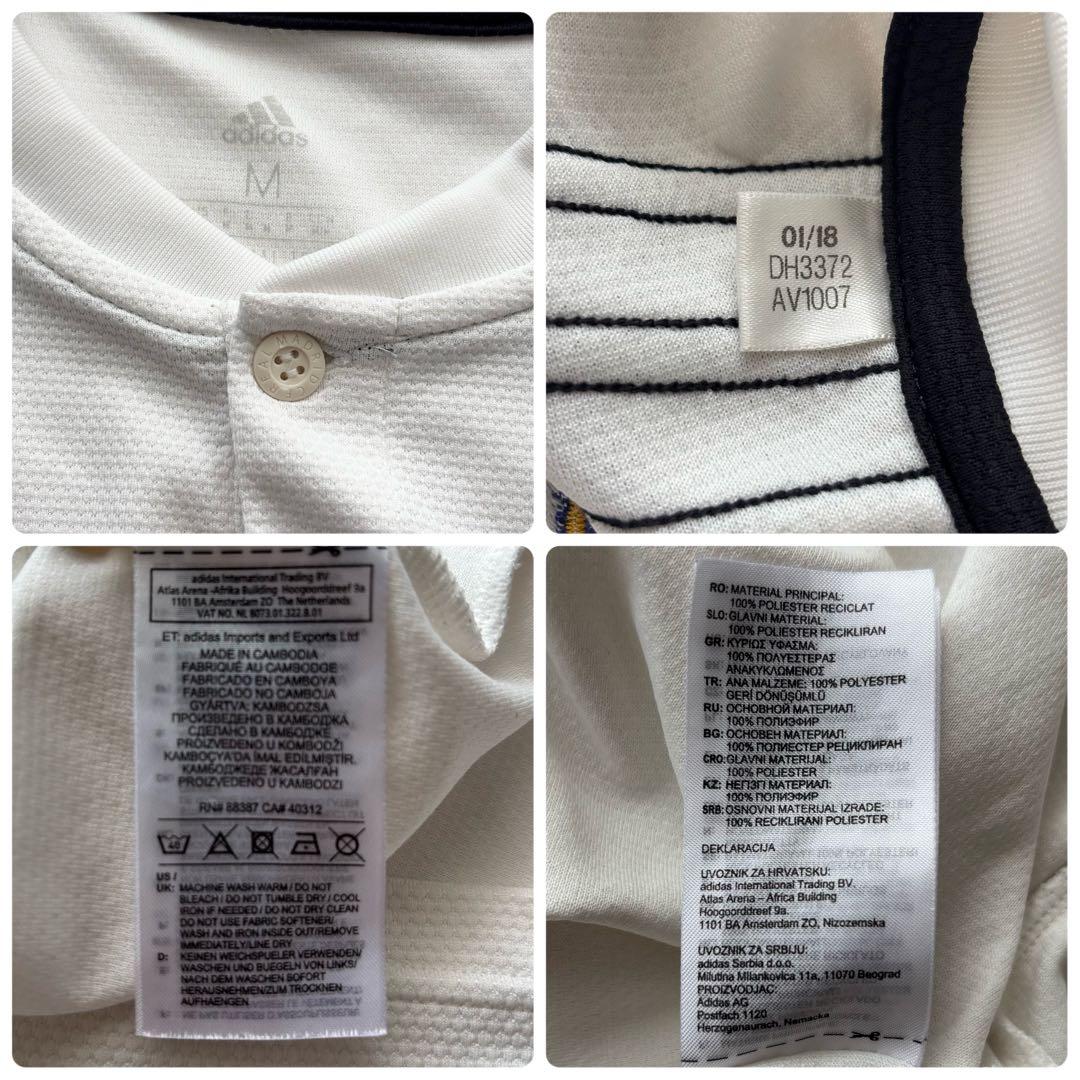 adidas
M
REAL MADRID C.F.
01/18
DH3372
AV1007
adidas International Trading BV
Atlas Arena -Afrika Building Hoogoorddreef 9a
1101 BA Amsterdam ZO The Netherlands
VAT NO. NL 8073.01.322.B.01
ET: adidas Imports and Exports Ltd
MADE IN CAMBODIA
FABRIQUÉ AU CAMBODGE
FABRICADO EN CAMBOYA
FABRICADO NO CAMBOJA
GYÁRTVA: KAMBODZSA
ПРОИЗВЕДЕНО В КАМБОДЖА
СДЕЛАНО В КАМБОДЖЕ
PROIZVEDENO U KOMBODŽI
KAMBOÇYA'DA İMAL EDİLMİŞTİR.
КАМБОДЖЕДЕ ЖАСАЛҒАН
PROIZVEDENO U KAMBODZI
RN# 88387 CA# 40312
40
US /
UK: MACHINE WASH WARM / DO NOT
BLEACH / DO NOT TUMBLE DRY / COOL
IRON IF NEEDED / DO NOT DRY CLEAN
DO NOT USE FABRIC SOFTENER/
WASH AND IRON INSIDE OUT/REMOVE
IMMEDIATELY/LINE DRY
D: KEINEN WEICHSPUELER VERWENDEN/
WASCHEN UND BUEGELN VON LINKS/
NACH DEM WASCHEN SOFORT
HERAUSNEHMEN/ZUM TROCKNEN
AUFHAENGEN
RO: MATERIAL PRINCIPAL:
100% POLIESTER RECICLAT
SLO: GLAVNI MATERIAL:
100% POLIESTER RECIKLIRAN
GR: ΚΥΡΙΩΣ ΥΦΑΣΜΑ:
100% ΠΟΛΥΕΣΤΕΡΑΣ
ΑΝΑΚΥΚΛΩΜΕΝΟΣ
TR: ANA MALZEME: 100% POLYESTER
GERİ DÖNÜŞÜMLÜ
RU: ОСНОВНОЙ МАТЕРИАЛ:
100% ПОЛИЭФИР
BG: ОСНОВЕН МАТЕРИАЛ:
100% ПОЛИЕСТЕР РЕЦИКЛИРАН
CRO: GLAVNI MATERIJAL:
100% POLIESTER
KZ: НЕГІЗГІ МАТЕРИАЛ:
100% ПОЛИЭФИР
SRB: OSNOVNI MATERIJAL IZRADE:
100% RECIKLIRANI POLIESTER
DEKLARACIJA
UVOZNIK ZA HRVATSKU:
adidas International Trading BV.
Atlas Arena – Africa Building
Hoogoorddreef 9a.
1101 BA Amsterdam ZO, Nizozemska
UVOZNIK ZA SRBIJU:
adidas Serbia d.o.o.
Milutina Milankovica 11a, 11070 Beograd
PROIZVODJAC:
Adidas AG
Postfach 1120
Herzogenaurach, Nemacka